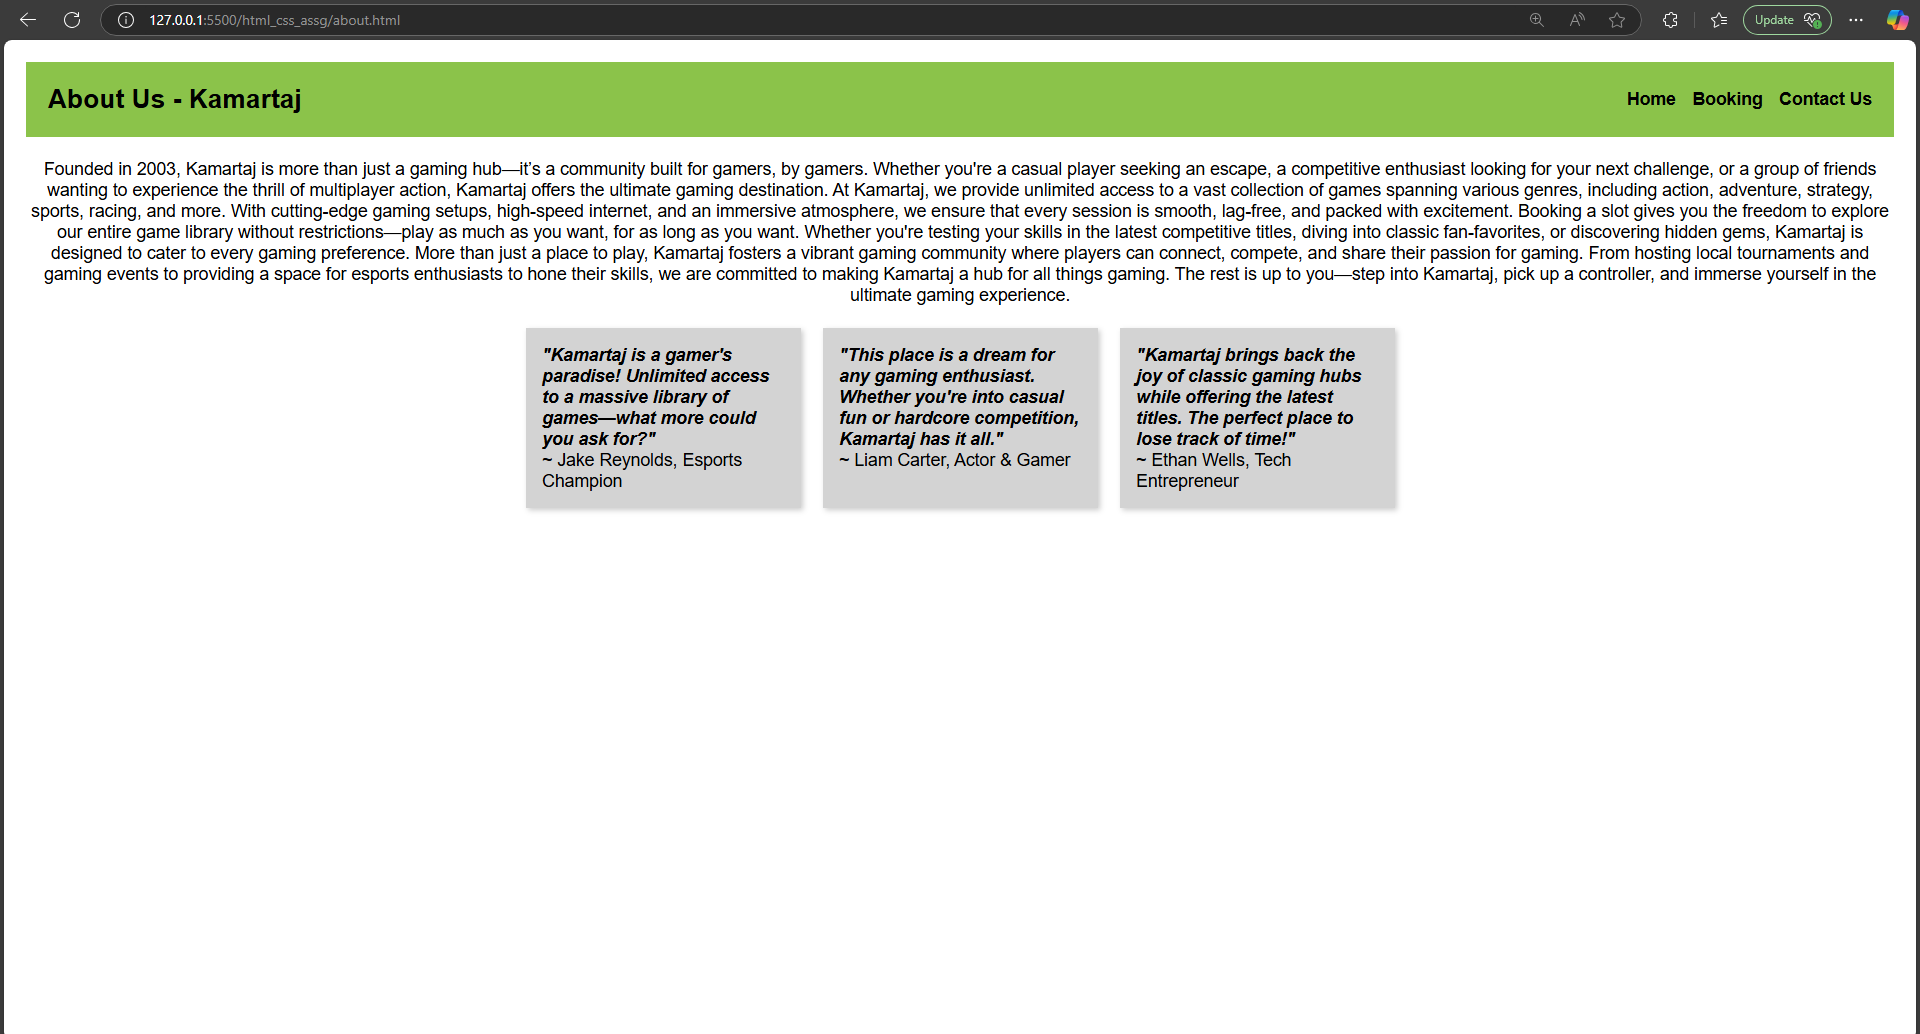 127.0.0.1:5500/html_css_assg/about.html
Update
About Us - Kamartaj
Home Booking Contact Us
Founded in 2003, Kamartaj is more than just a gaming hub—it’s a community built for gamers, by gamers. Whether you're a casual player seeking an escape, a competitive enthusiast looking for your next challenge, or a group of friends
wanting to experience the thrill of multiplayer action, Kamartaj offers the ultimate gaming destination. At Kamartaj, we provide unlimited access to a vast collection of games spanning various genres, including action, adventure, strategy,
sports, racing, and more. With cutting-edge gaming setups, high-speed internet, and an immersive atmosphere, we ensure that every session is smooth, lag-free, and packed with excitement. Booking a slot gives you the freedom to explore
our entire game library without restrictions—play as much as you want, for as long as you want. Whether you're testing your skills in the latest competitive titles, diving into classic fan-favorites, or discovering hidden gems, Kamartaj is
designed to cater to every gaming preference. More than just a place to play, Kamartaj fosters a vibrant gaming community where players can connect, compete, and share their passion for gaming. From hosting local tournaments and
gaming events to providing a space for esports enthusiasts to hone their skills, we are committed to making Kamartaj a hub for all things gaming. The rest is up to you—step into Kamartaj, pick up a controller, and immerse yourself in the
ultimate gaming experience.
"Kamartaj is a gamer's
paradise! Unlimited access
to a massive library of
games—what more could
you ask for?"
~ Jake Reynolds, Esports
Champion
"This place is a dream for
any gaming enthusiast.
Whether you're into casual
fun or hardcore competition,
Kamartaj has it all."
~ Liam Carter, Actor & Gamer
"Kamartaj brings back the
joy of classic gaming hubs
while offering the latest
titles. The perfect place to
lose track of time!"
~ Ethan Wells, Tech
Entrepreneur